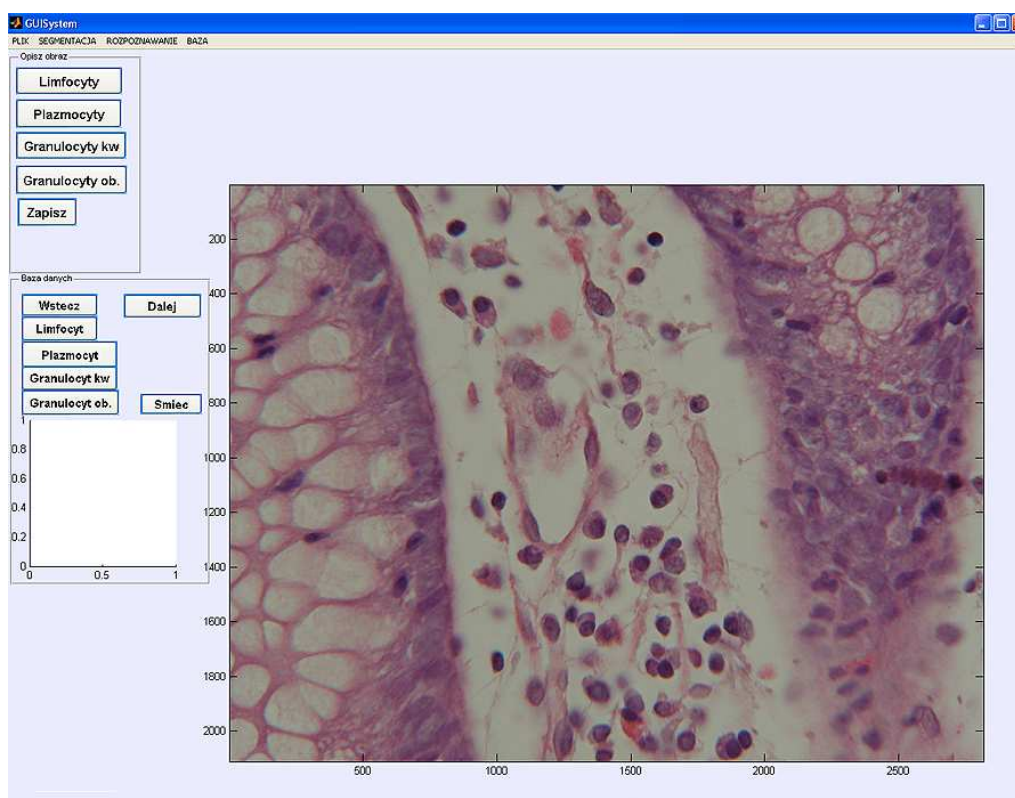 GUISystem
PLIK SEGMENTACJA ROZPOZNAWANIE BAZA
Opisz obraz
Limfocyty
Plazmocyty
Granulocyty kw
Granulocyty ob.
Zapisz
Baza danych
Wstecz Dalej
Limfocyt
Plazmocyt
Granulocyt kw
Granulocyt ob. Smiec
1
0.8
0.6
0.4
0.2
0
0 0.5 1
200
400
600
800
1000
1200
1400
1600
1800
2000
500 1000 1500 2000 2500